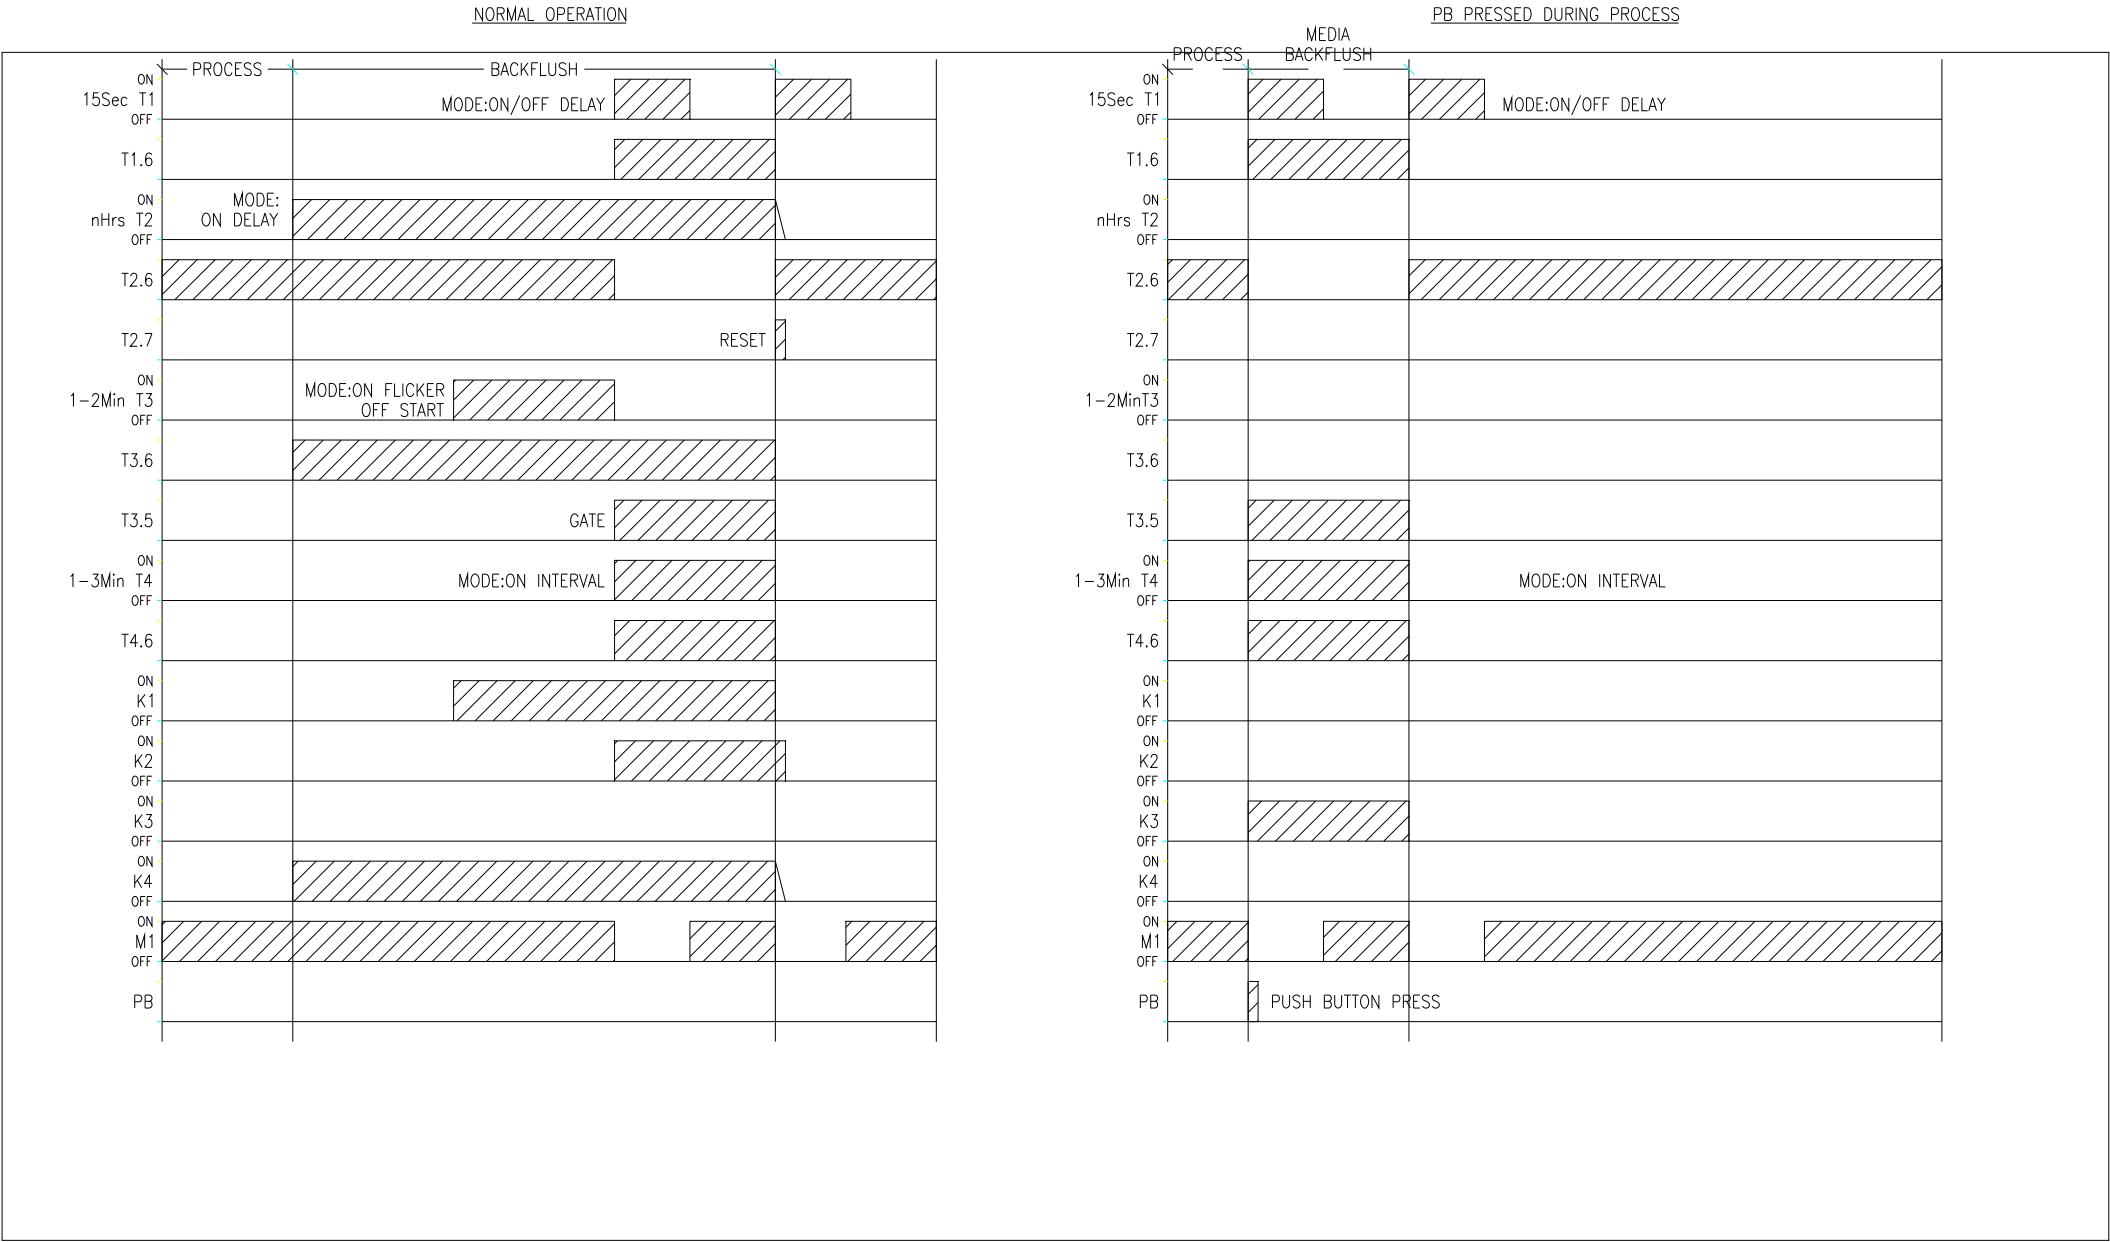 NORMAL OPERATION
PROCESS
BACKFLUSH
ON
15Sec T1
OFF
MODE:ON/OFF DELAY
T1.6
ON
nHrs T2
OFF
MODE:
ON DELAY
T2.6
T2.7
RESET
ON
1-2Min T3
OFF
MODE:ON FLICKER
OFF START
T3.6
T3.5
GATE
ON
1-3Min T4
OFF
MODE:ON INTERVAL
T4.6
ON
K1
OFF
ON
K2
OFF
ON
K3
OFF
ON
K4
OFF
ON
M1
OFF
PB
PB PRESSED DURING PROCESS
PROCESS
MEDIA
BACKFLUSH
ON
15Sec T1
OFF
MODE:ON/OFF DELAY
T1.6
ON
nHrs T2
OFF
T2.6
T2.7
ON
1-2MinT3
OFF
T3.6
T3.5
ON
1-3Min T4
OFF
MODE:ON INTERVAL
T4.6
ON
K1
OFF
ON
K2
OFF
ON
K3
OFF
ON
K4
OFF
ON
M1
OFF
PB
PUSH BUTTON PRESS